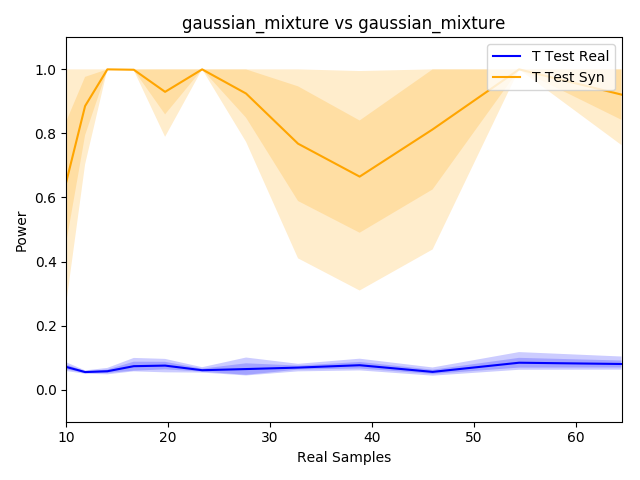 gaussian_mixture vs gaussian_mixture
T Test Real
T Test Syn
Power
1.0
0.8
0.6
0.4
0.2
0.0
10 20 30 40 50 60
Real Samples